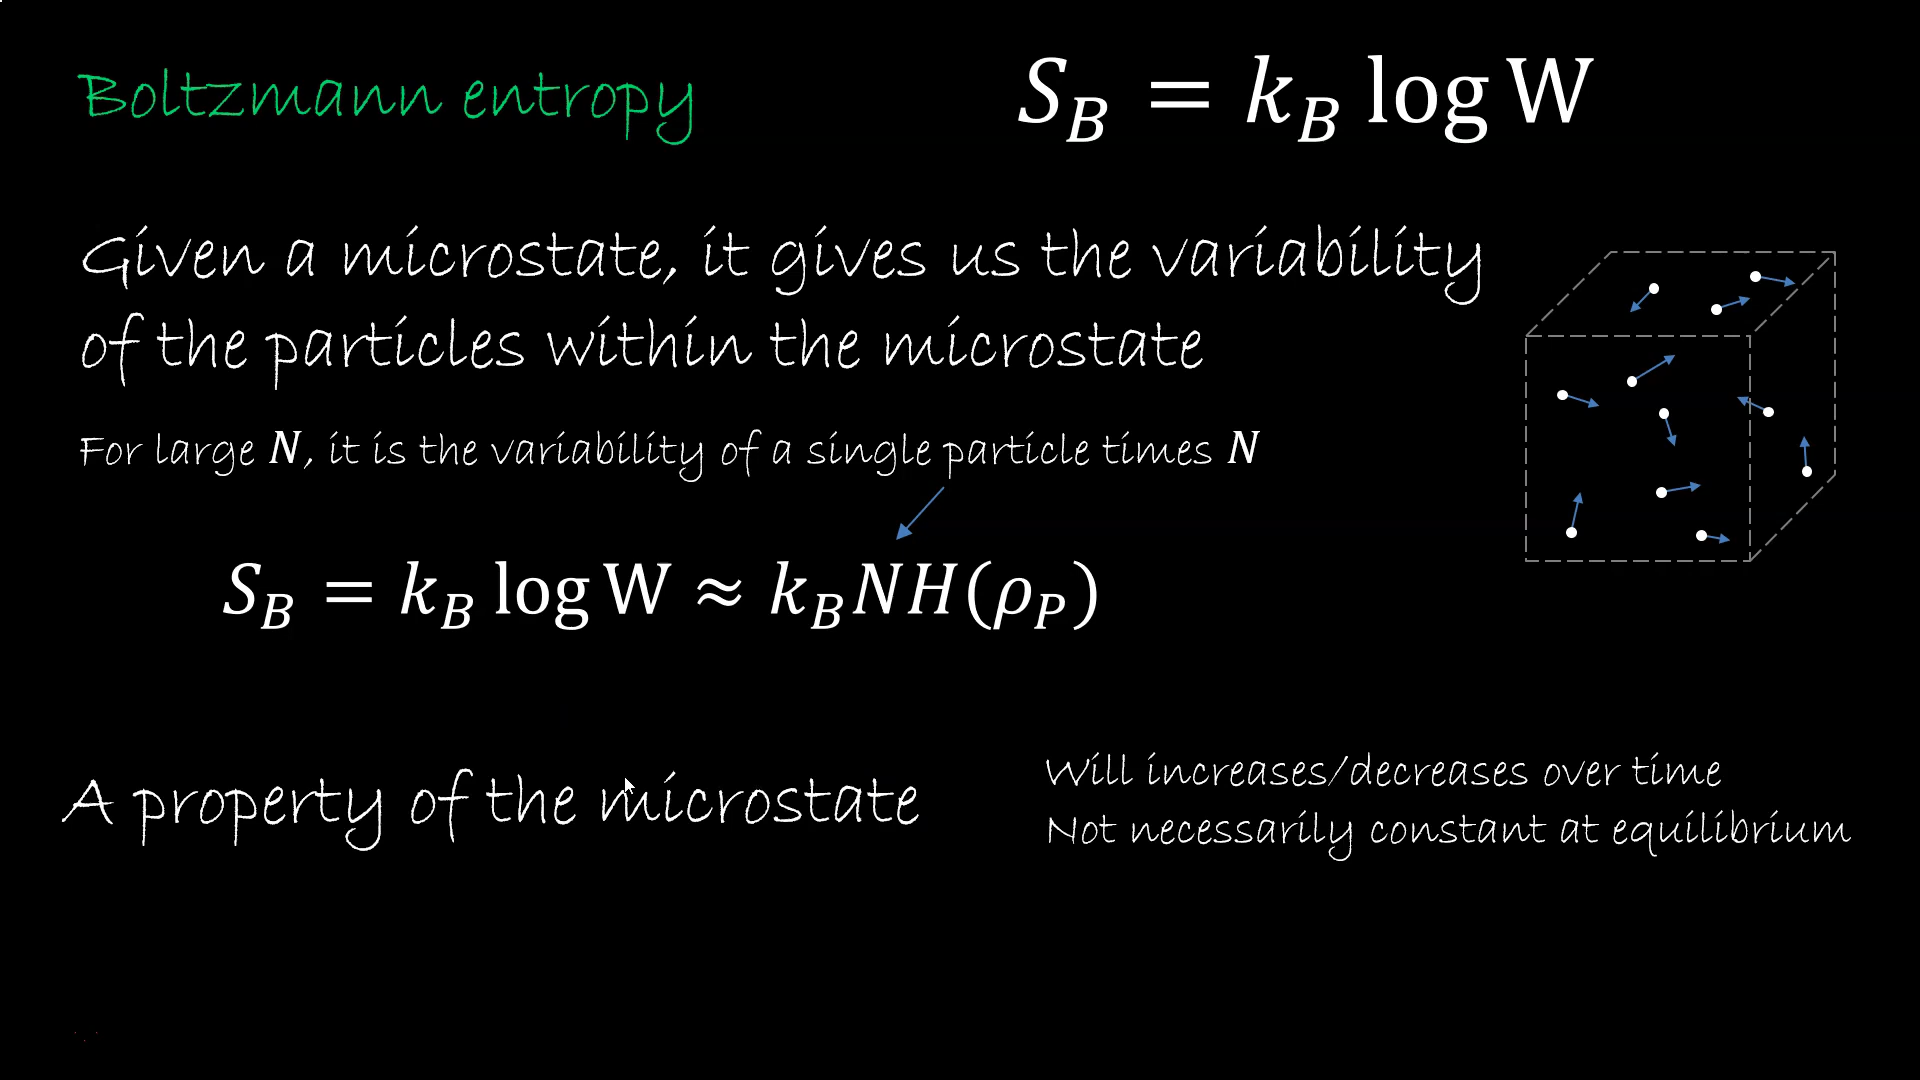 Boltzmann entropy
S_B = k_B log W
Given a microstate, it gives us the variability
of the particles within the microstate
For large N, it is the variability of a single particle times N
S_B = k_B log W ≈ k_B NH(ρ_P)
A property of the microstate
Will increases/decreases over time
Not necessarily constant at equilibrium